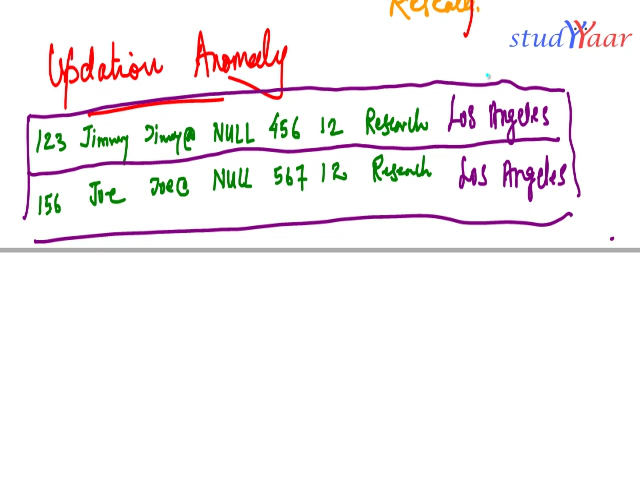 studYYaar
Updation Anomaly
123 Jimmy Jimmy@ NULL 456 12 Research Los Angeles
156 Joe Joe@ NULL 567 12 Research Los Angeles